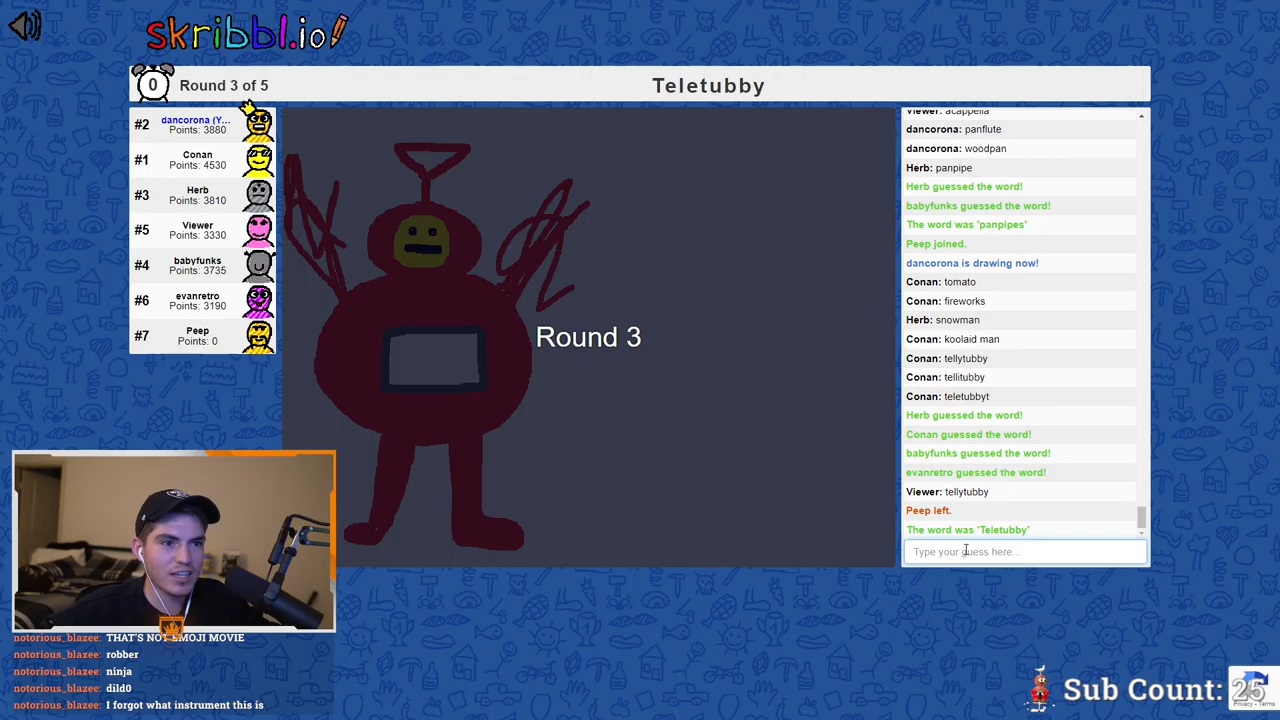 skribbl.io!
0
Round 3 of 5
Teletubby
#2
dancorona (Y...
Points: 3880
#1
Conan
Points: 4530
#3
Herb
Points: 3810
#5
Viewer
Points: 3330
#4
babyfunks
Points: 3735
#6
evanretro
Points: 3190
#7
Peep
Points: 0
Round 3
Viewer: acappella
dancorona: panflute
dancorona: woodpan
Herb: panpipe
Herb guessed the word!
babyfunks guessed the word!
The word was 'panpipes'
Peep joined.
dancorona is drawing now!
Conan: tomato
Conan: fireworks
Herb: snowman
Conan: koolaid man
Conan: tellytubby
Conan: tellitubby
Conan: teletubbyt
Herb guessed the word!
Conan guessed the word!
babyfunks guessed the word!
evanretro guessed the word!
Viewer: tellytubby
Peep left.
The word was 'Teletubby'
Type your guess here...
notorious_blazee: THAT'S NOT EMOJI MOVIE
notorious_blazee: robber
notorious_blazee: ninja
notorious_blazee: dild0
notorious_blazee: I forgot what instrument this is
Sub Count: 25
Privacy - Terms